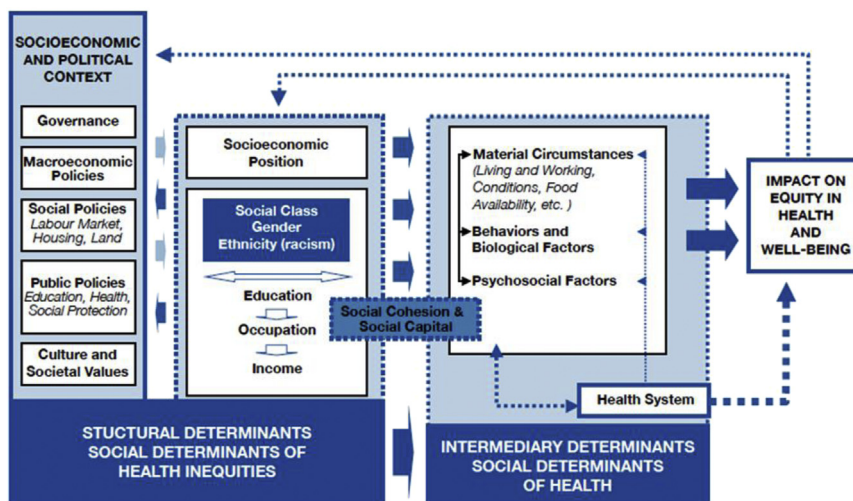 SOCIOECONOMIC
AND POLITICAL
CONTEXT
Governance
Macroeconomic
Policies
Social Policies
Labour Market,
Housing, Land
Public Policies
Education, Health,
Social Protection
Culture and
Societal Values
Socioeconomic
Position
Social Class
Gender
Ethnicity (racism)
Education
Occupation
Income
Social Cohesion &
Social Capital
Material Circumstances
(Living and Working,
Conditions, Food
Availability, etc. )
Behaviors and
Biological Factors
Psychosocial Factors
Health System
IMPACT ON
EQUITY IN
HEALTH
AND
WELL-BEING
STUCTURAL DETERMINANTS
SOCIAL DETERMINANTS OF
HEALTH INEQUITIES
INTERMEDIARY DETERMINANTS
SOCIAL DETERMINANTS
OF HEALTH